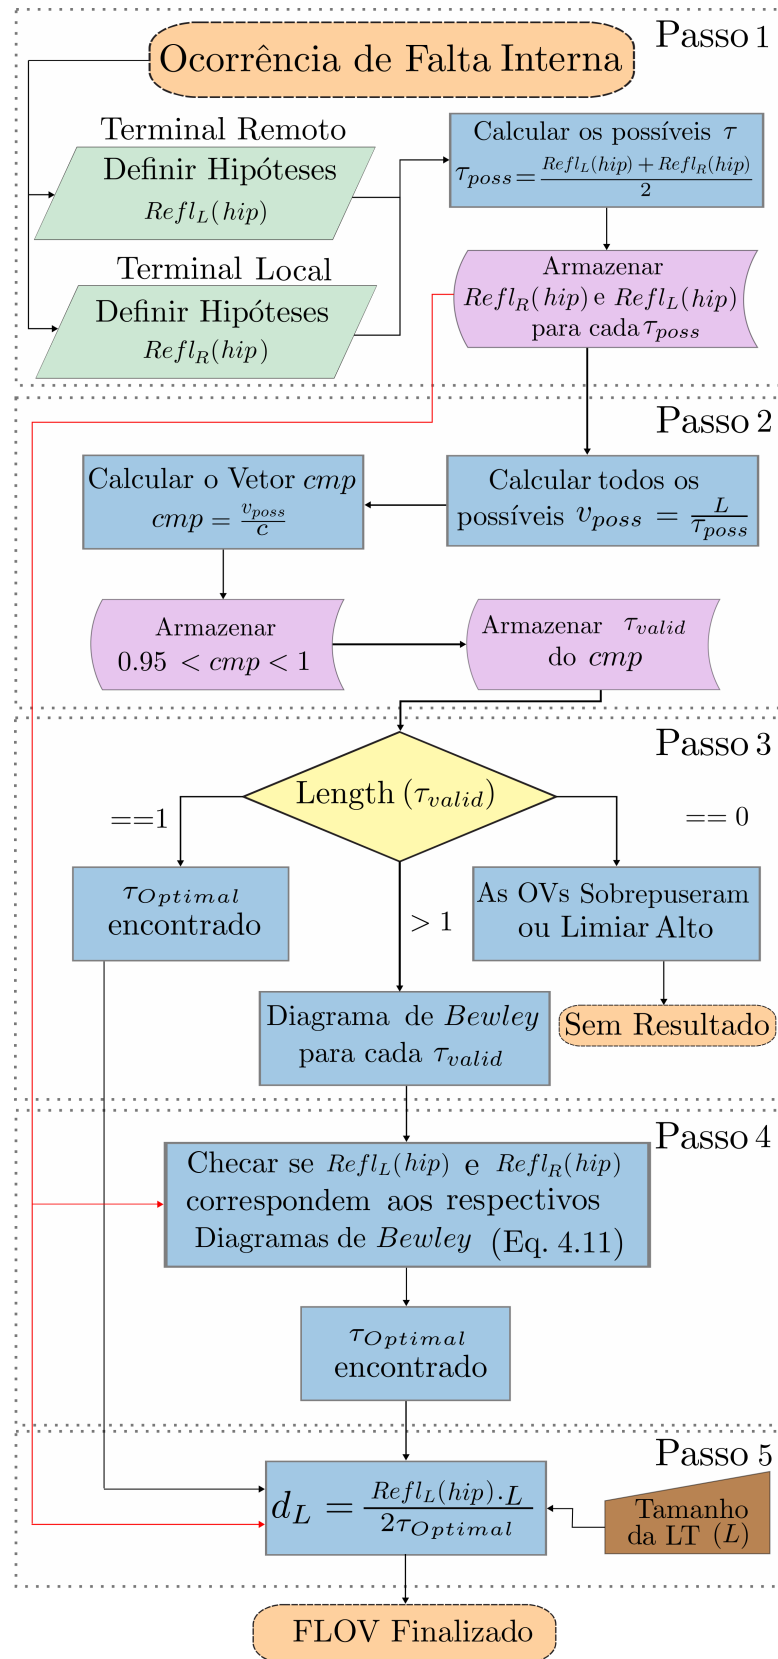 Passo 1
Ocorrência de Falta Interna
Terminal Remoto
Definir Hipóteses
Refl_L(hip)
Terminal Local
Definir Hipóteses
Refl_R(hip)
Calcular os possíveis τ
τ_poss = (Refl_L(hip) + Refl_R(hip))/2
Armazenar
Refl_R(hip) e Refl_L(hip)
para cada τ_poss
Passo 2
Calcular todos os
possíveis v_poss = L/τ_poss
Calcular o Vetor cmp
cmp = v_poss/c
Armazenar
0.95 < cmp < 1
Armazenar τ_valid
do cmp
Passo 3
Length (τ_valid)
==1
== 0
> 1
τ_Optimal
encontrado
As OVs Sobrepuseram
ou Limiar Alto
Sem Resultado
Diagrama de Bewley
para cada τ_valid
Passo 4
Checar se Refl_L(hip) e Refl_R(hip)
correspondem aos respectivos
Diagramas de Bewley (Eq. 4.11)
τ_Optimal
encontrado
Passo 5
d_L = Refl_L(hip).L/2τ_Optimal
Tamanho
da LT (L)
FLOV Finalizado